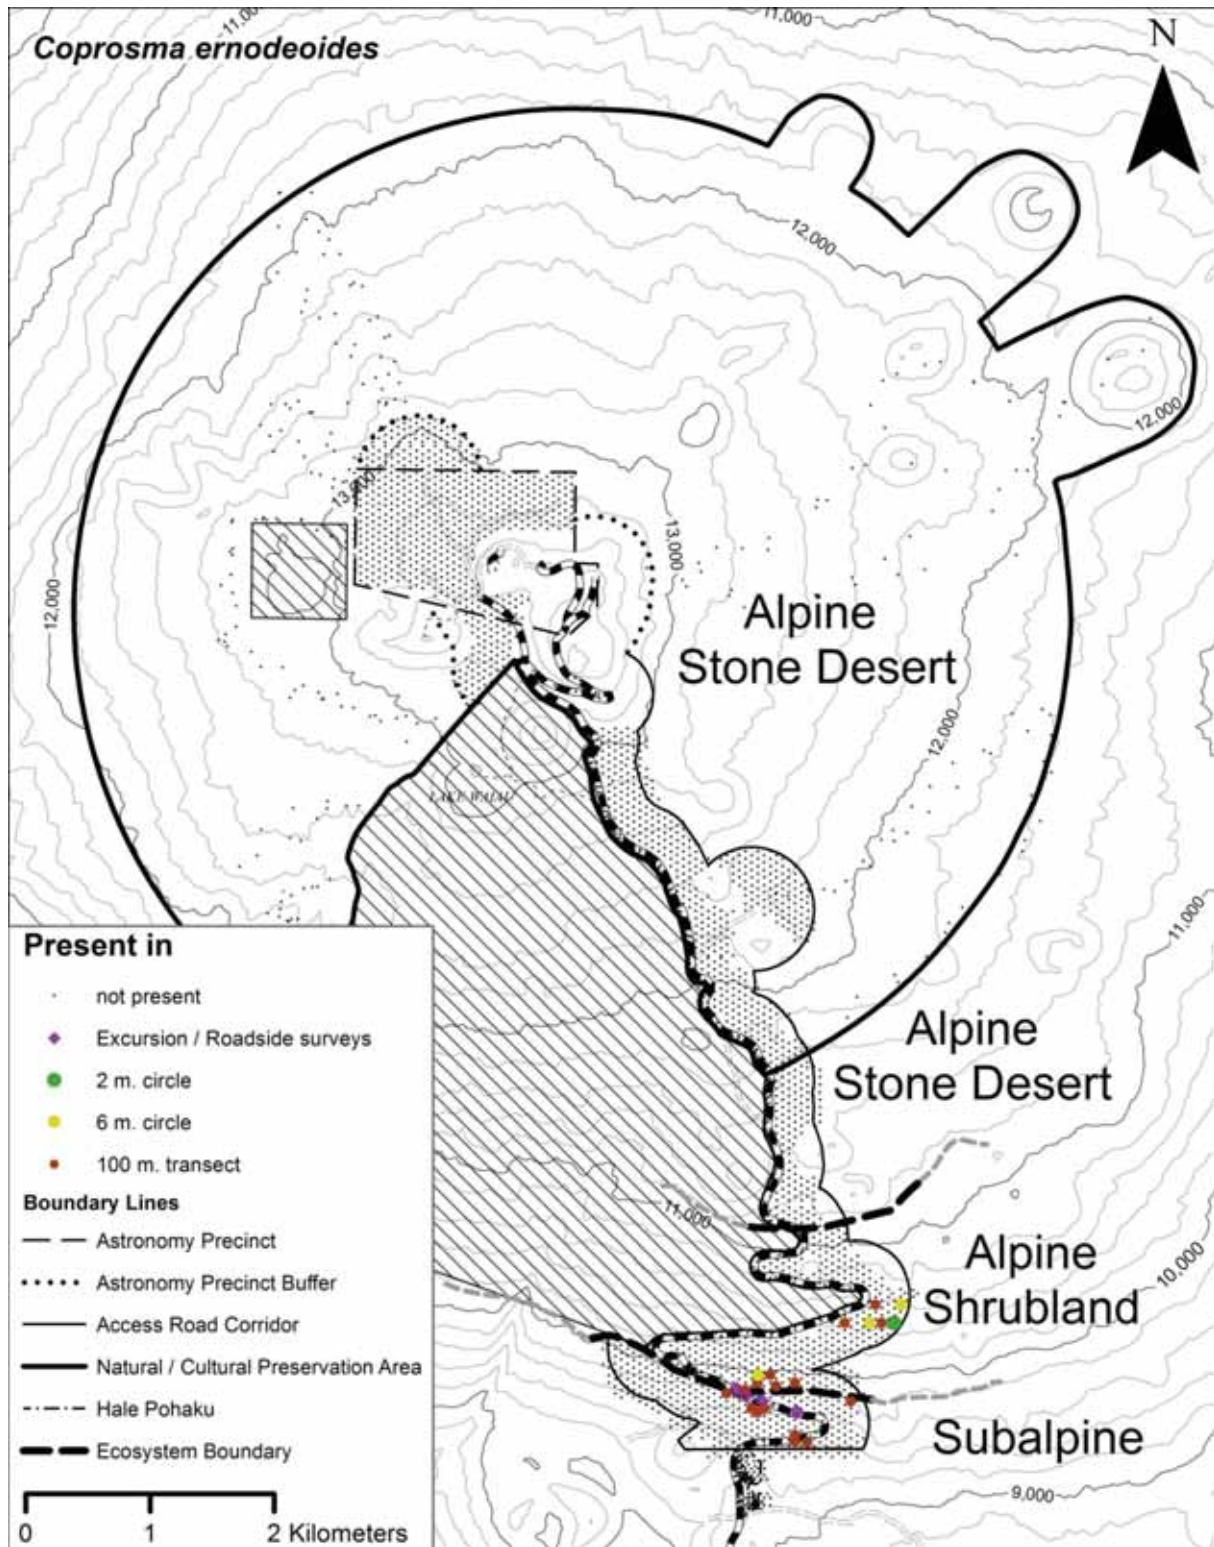 11,000
11,000
N
Coprosma ernodeoides
12,000
12,000
13,000
13,000
12,000
Alpine
Stone Desert
12,000
LAKE WAIAU
11,000
Present in
not present
Excursion / Roadside surveys
2 m. circle
6 m. circle
100 m. transect
Boundary Lines
Astronomy Precinct
Astronomy Precinct Buffer
Access Road Corridor
Natural / Cultural Preservation Area
Hale Pohaku
Ecosystem Boundary
0 1 2 Kilometers
Alpine
Stone Desert
11,000
Alpine
Shrubland
10,000
Subalpine
9,000